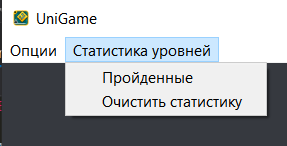 UniGame
Опции Статистика уровней
Пройденные
Очистить статистику